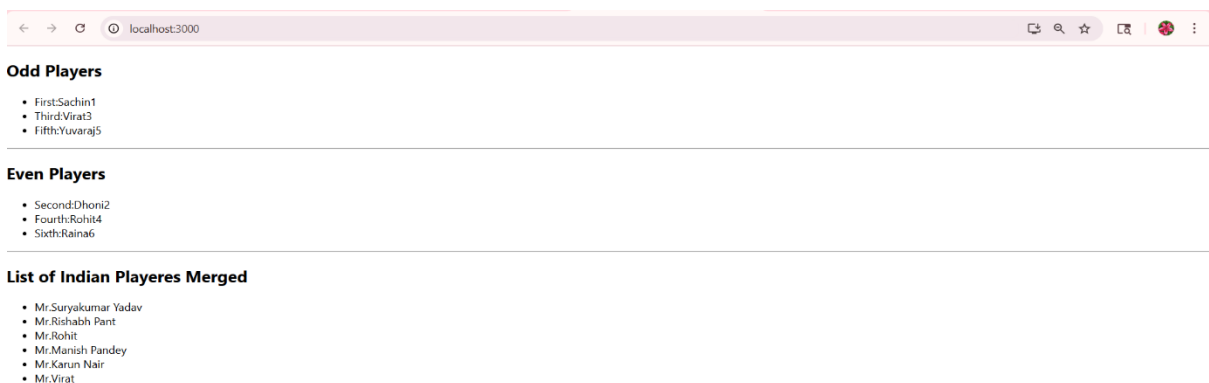 localhost:3000
Odd Players
First:Sachin1
Third:Virat3
Fifth:Yuvaraj5
Even Players
Second:Dhoni2
Fourth:Rohit4
Sixth:Raina6
List of Indian Playeres Merged
Mr.Suryakumar Yadav
Mr.Rishabh Pant
Mr.Rohit
Mr.Manish Pandey
Mr.Karun Nair
Mr.Virat